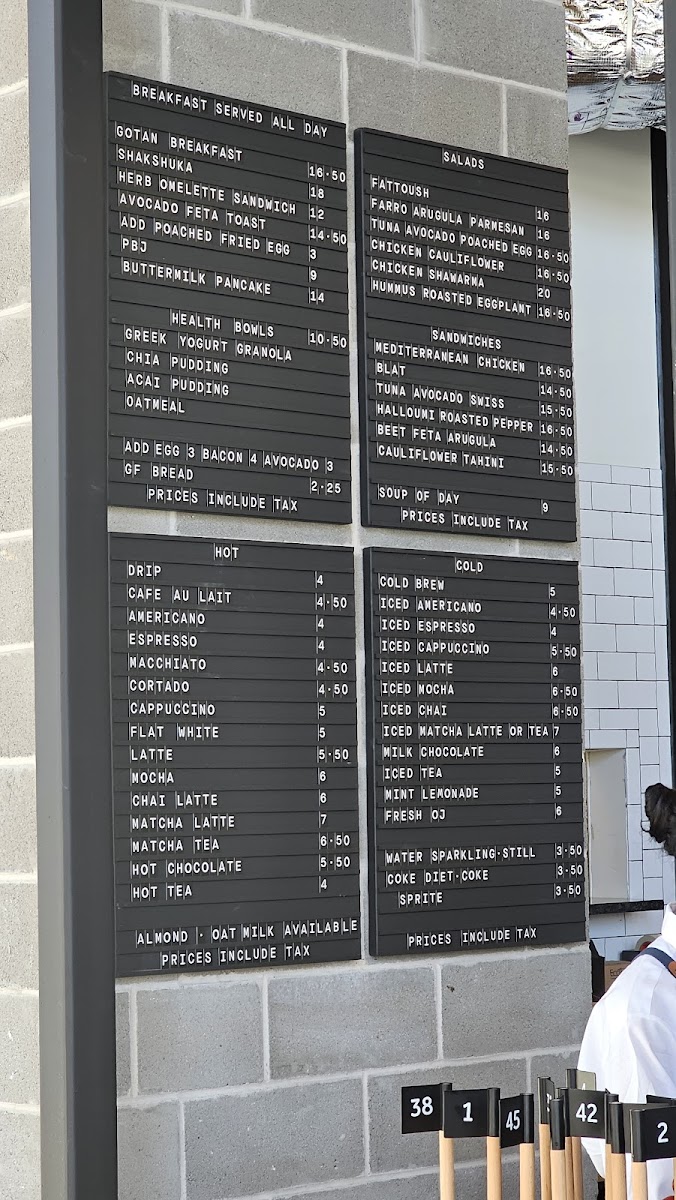 BREAKFAST SERVED ALL DAY
GOTAN BREAKFAST 16.50
SHAKSHUKA 18
HERB OMELETTE SANDWICH 12
AVOCADO FETA TOAST 14.50
ADD POACHED FRIED EGG 3
PBJ 9
BUTTERMILK PANCAKE 14
HEALTH BOWLS 10.50
GREEK YOGURT GRANOLA
CHIA PUDDING
ACAI PUDDING
OATMEAL
ADD EGG 3 BACON 4 AVOCADO 3
GF BREAD 2.25
PRICES INCLUDE TAX
SALADS
FATTOUSH 16
FARRO ARUGULA PARMESAN 16
TUNA AVOCADO POACHED EGG 16.50
CHICKEN CAULIFLOWER 16.50
CHICKEN SHAWARMA 20
HUMMUS ROASTED EGGPLANT 16.50
SANDWICHES
MEDITERRANEAN CHICKEN 16.50
BLAT 14.50
TUNA AVOCADO SWISS 15.50
HALLOUMI ROASTED PEPPER 16.50
BEET FETA ARUGULA 14.50
CAULIFLOWER TAHINI 15.50
SOUP OF DAY 9
PRICES INCLUDE TAX
HOT
DRIP 4
CAFE AU LAIT 4.50
AMERICANO 4
ESPRESSO 4
MACCHIATO 4.50
CORTADO 4.50
CAPPUCCINO 5
FLAT WHITE 5
LATTE 5.50
MOCHA 6
CHAI LATTE 6
MATCHA LATTE 7
MATCHA TEA 6.50
HOT CHOCOLATE 5.50
HOT TEA 4
ALMOND · OAT MILK AVAILABLE
PRICES INCLUDE TAX
COLD
COLD BREW 5
ICED AMERICANO 4.50
ICED ESPRESSO 4
ICED CAPPUCCINO 5.50
ICED LATTE 6
ICED MOCHA 6.50
ICED CHAI 6.50
ICED MATCHA LATTE OR TEA 7
MILK CHOCOLATE 6
ICED TEA 5
MINT LEMONADE 5
FRESH OJ 6
WATER SPARKLING·STILL 3.50
COKE DIET·COKE 3.50
SPRITE 3.50
PRICES INCLUDE TAX
38
1
45
42
2